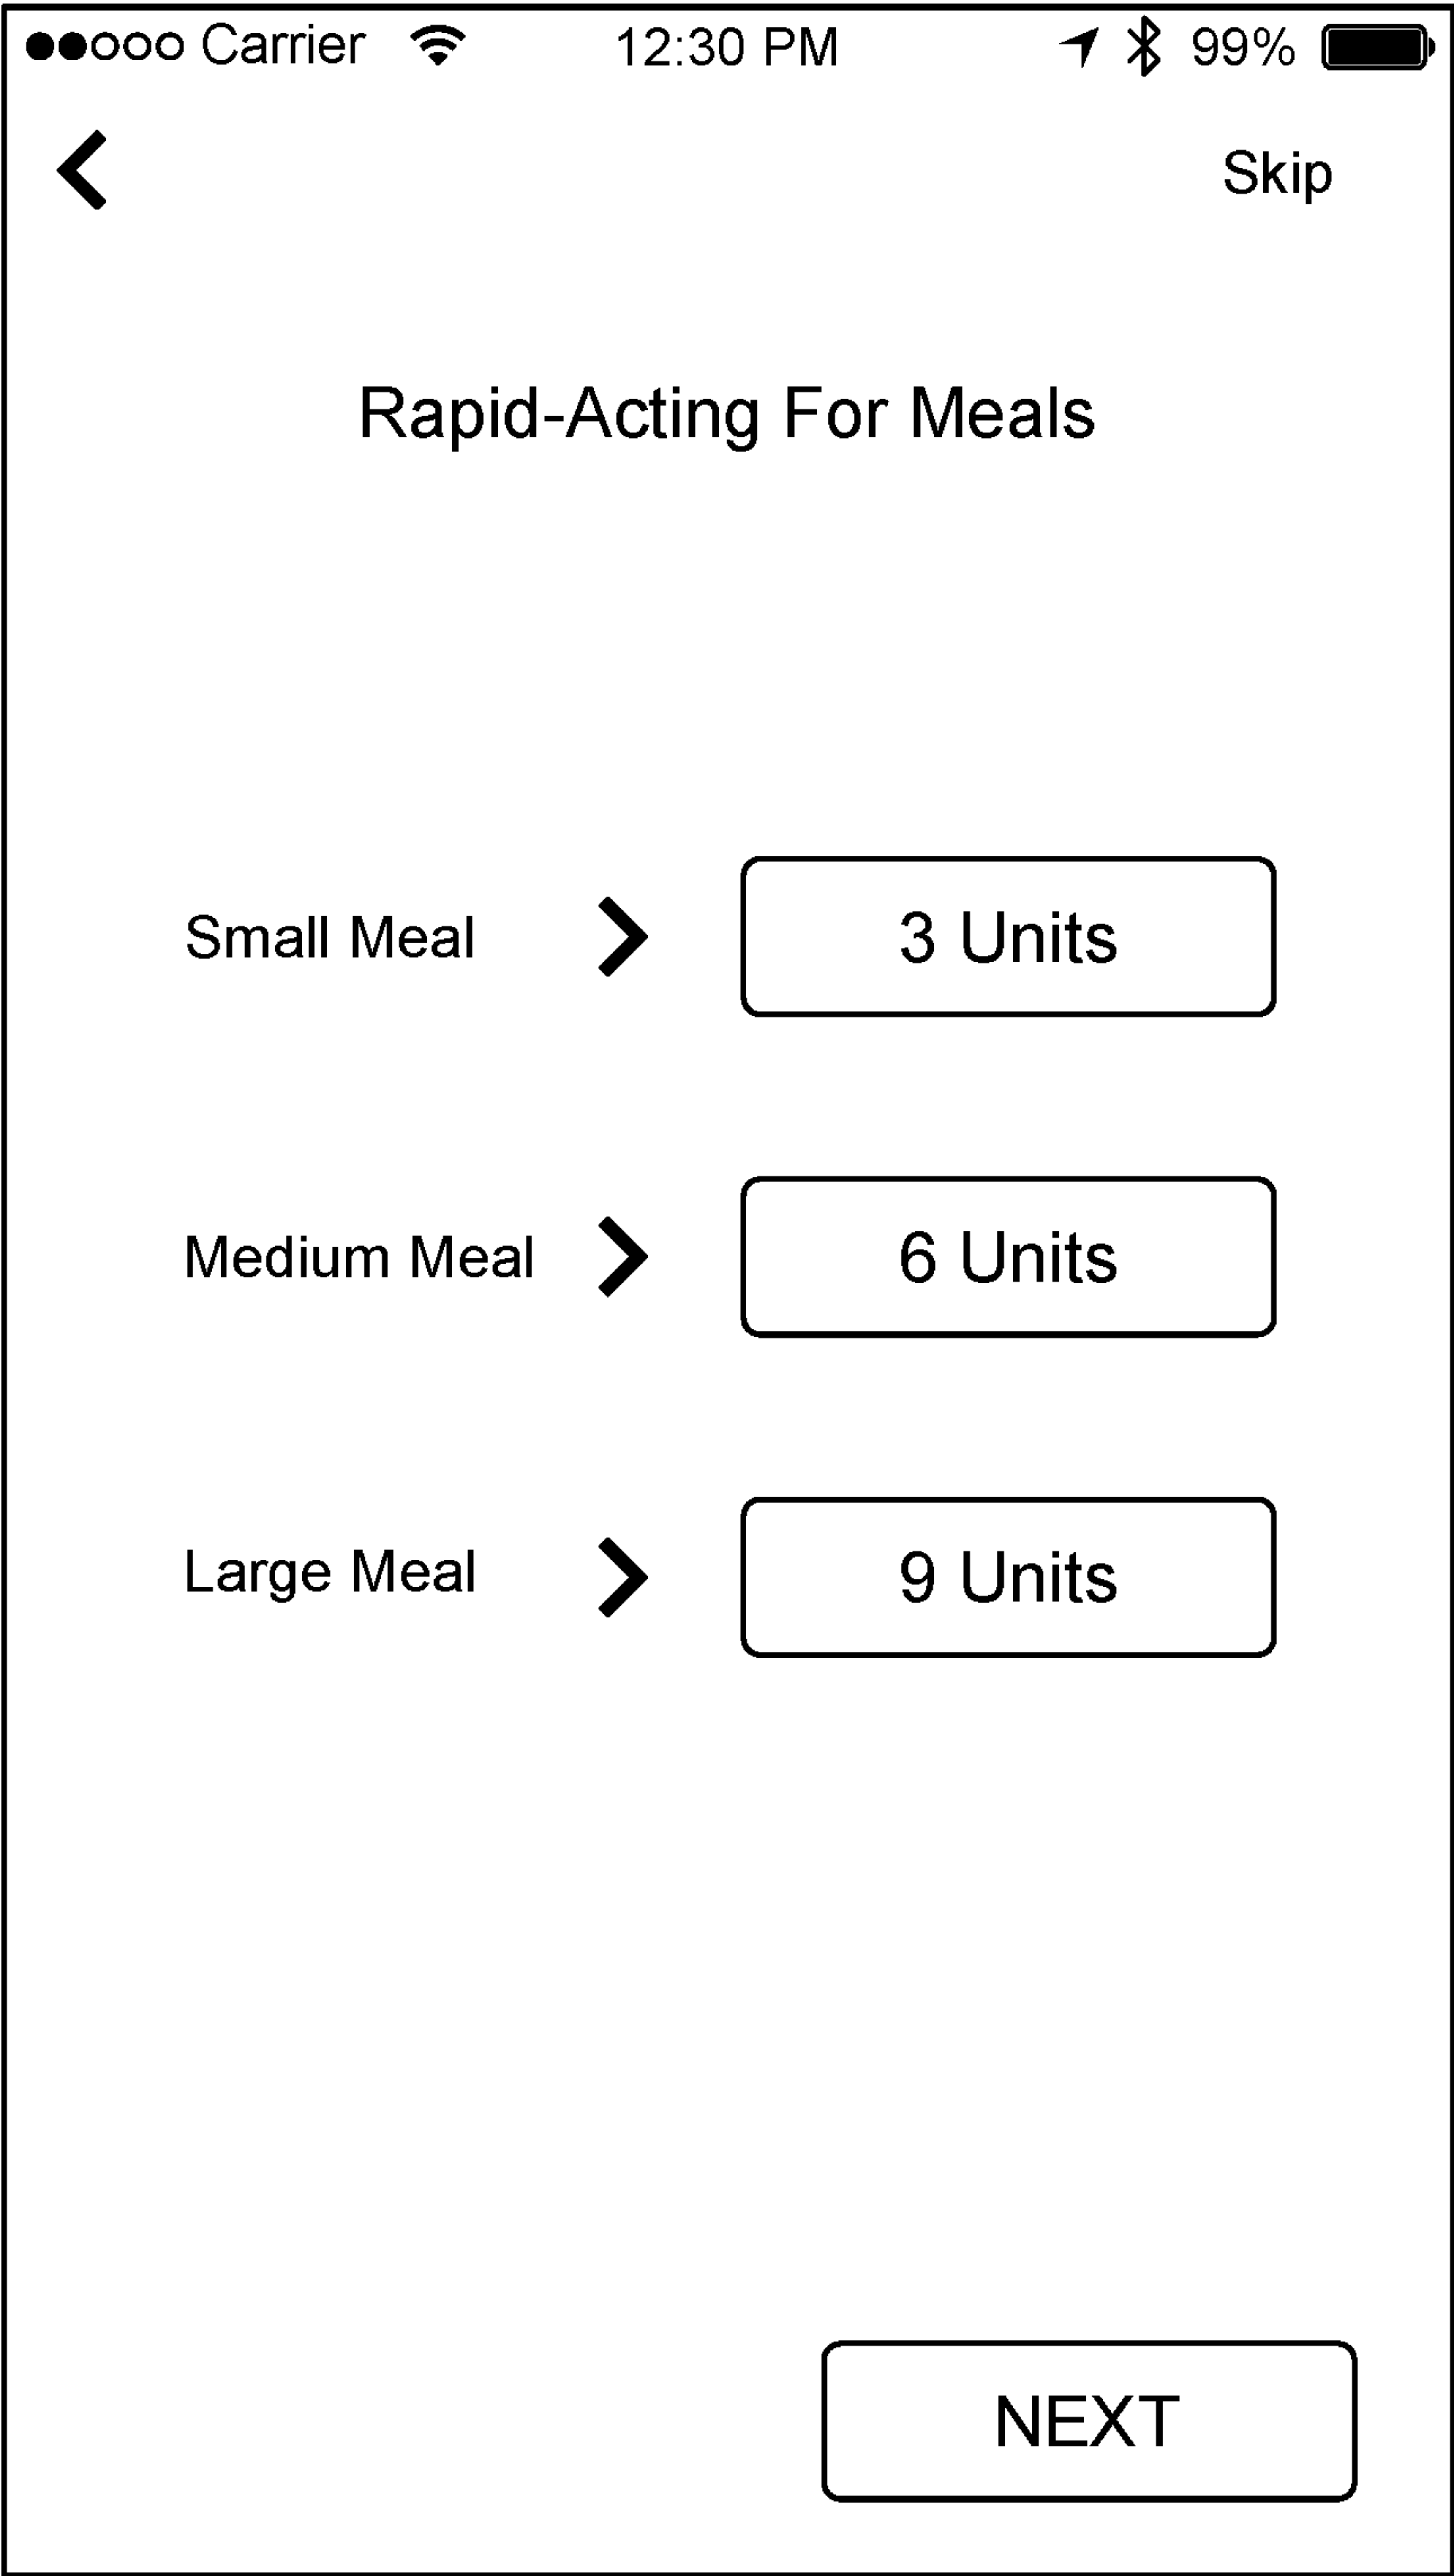 Carrier 12:30 PM 99%
Skip
Rapid-Acting For Meals
Small Meal 3 Units
Medium Meal 6 Units
Large Meal 9 Units
NEXT